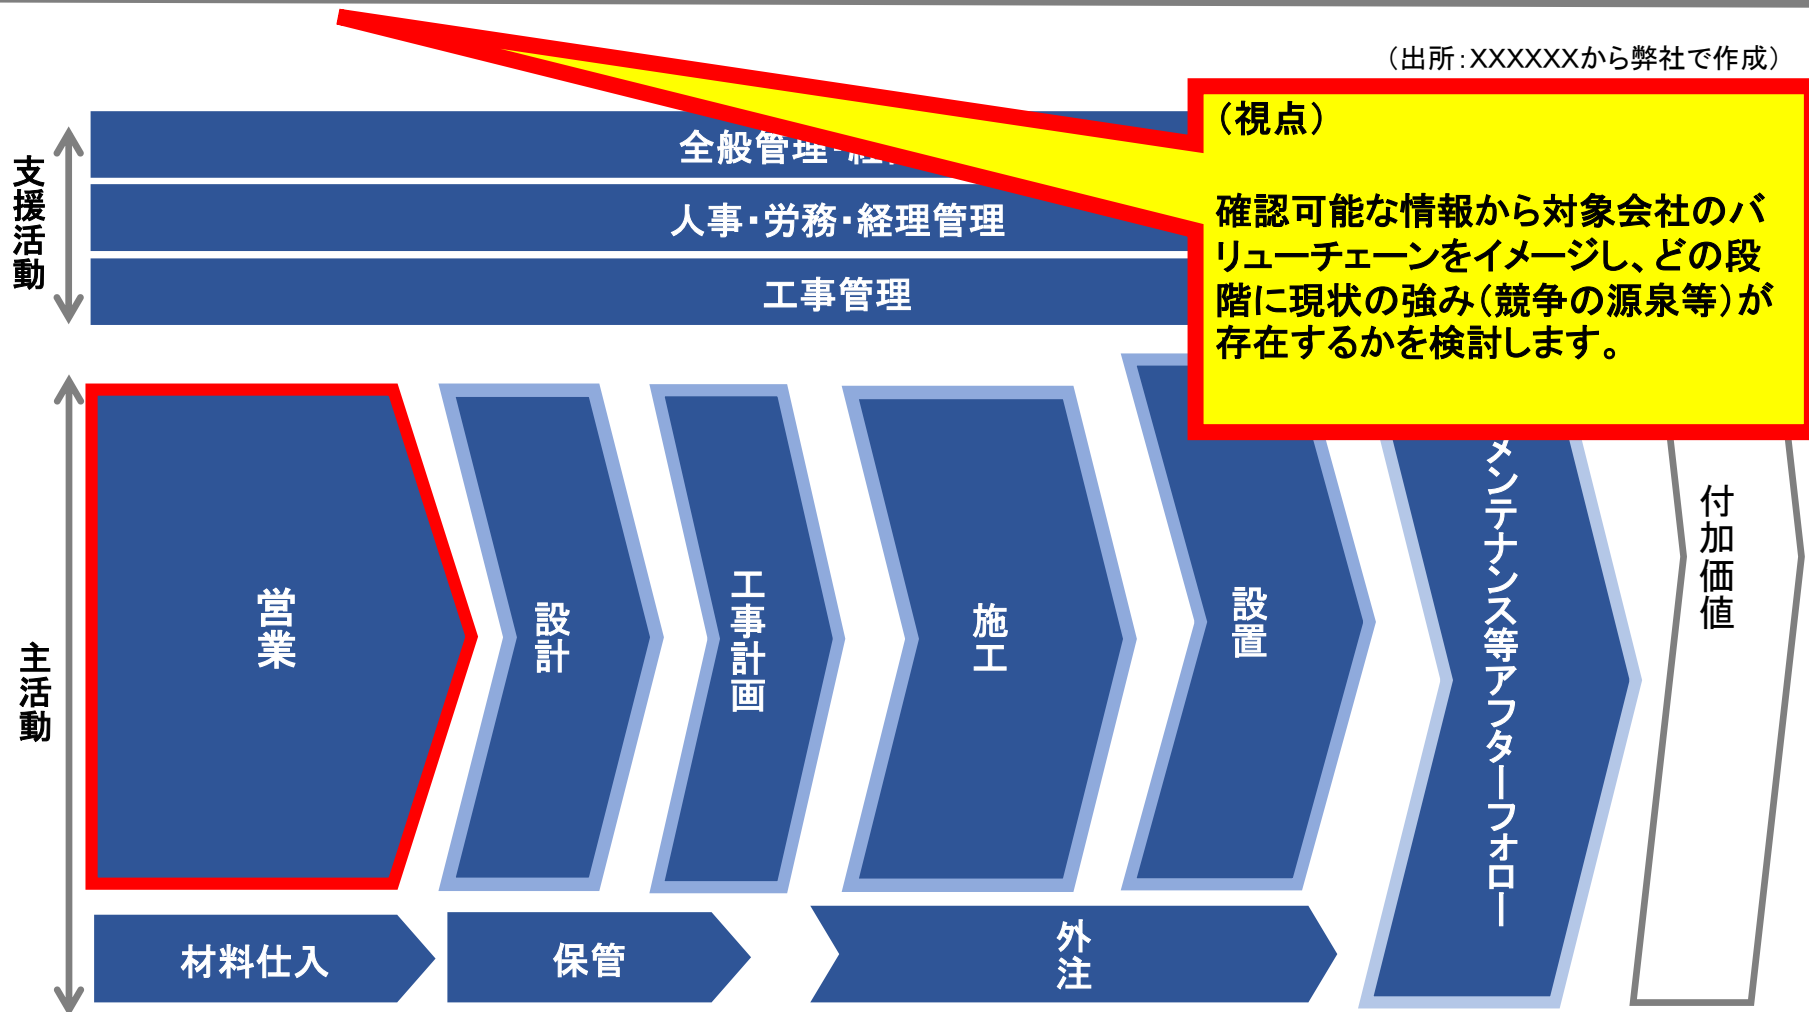 （出所：XXXXXXから弊社で作成）
（視点）
確認可能な情報から対象会社のバ
リューチェーンをイメージし、どの段
階に現状の強み（競争の源泉等）が
存在するかを検討します。
支援活動
全般管理・
人事・労務・経理管理
工事管理
主活動
営業
設計
工事計画
施工
設置
メンテナンス等アフターフォロー
付加価値
材料仕入
保管
外注